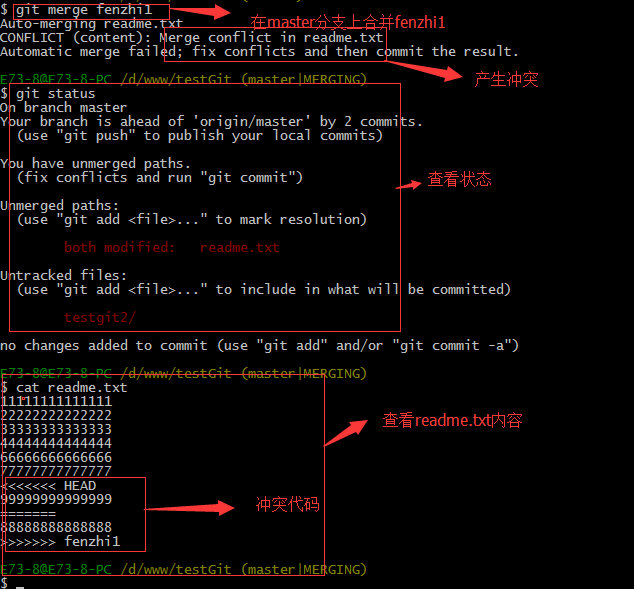 $ git merge fenzhi1
Auto-merging readme.txt
在master分支上合并fenzhi1
CONFLICT (content): Merge conflict in readme.txt
Automatic merge failed; fix conflicts and then commit the result.
产生冲突
E73-8@E73-8-PC /d/www/testGit (master|MERGING)
$ git status
On branch master
Your branch is ahead of 'origin/master' by 2 commits.
(use "git push" to publish your local commits)
You have unmerged paths.
(fix conflicts and run "git commit")
查看状态
Unmerged paths:
(use "git add <file>..." to mark resolution)
both modified: readme.txt
Untracked files:
(use "git add <file>..." to include in what will be committed)
testgit2/
no changes added to commit (use "git add" and/or "git commit -a")
E73-8@E73-8-PC /d/www/testGit (master|MERGING)
$ cat readme.txt
11111111111111
22222222222222
33333333333333
查看readme.txt内容
44444444444444
66666666666666
77777777777777
<<<<<<< HEAD
99999999999999
冲突代码
=======
88888888888888
>>>>>>> fenzhi1
E73-8@E73-8-PC /d/www/testGit (master|MERGING)
$